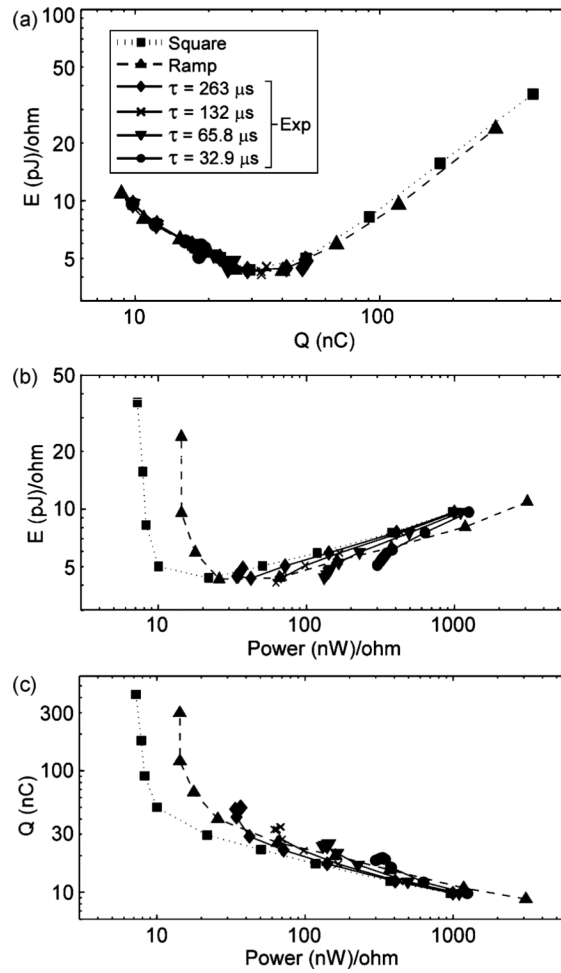 (a)
100
50
20
10
5
E (pJ)/ohm
Square
Ramp
τ = 263 μs
τ = 132 μs
τ = 65.8 μs
τ = 32.9 μs
Exp
10
100
Q (nC)
(b)
50
20
10
5
E (pJ)/ohm
10
100
1000
Power (nW)/ohm
(c)
300
100
30
10
Q (nC)
10
100
1000
Power (nW)/ohm